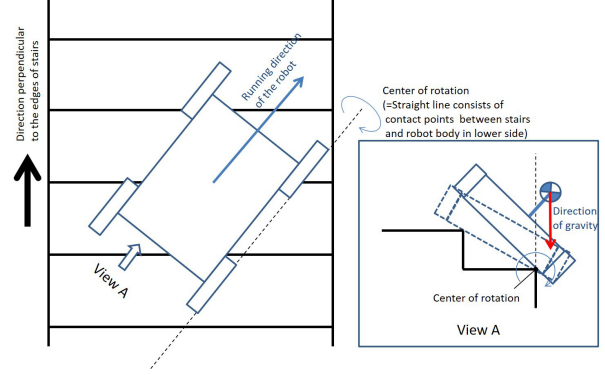 Direction perpendicular
to the edges of stairs
Running direction
of the robot
View A
Center of rotation
(=Straight line consists of
contact points between stairs
and robot body in lower side)
Direction
of gravity
Center of rotation
View A